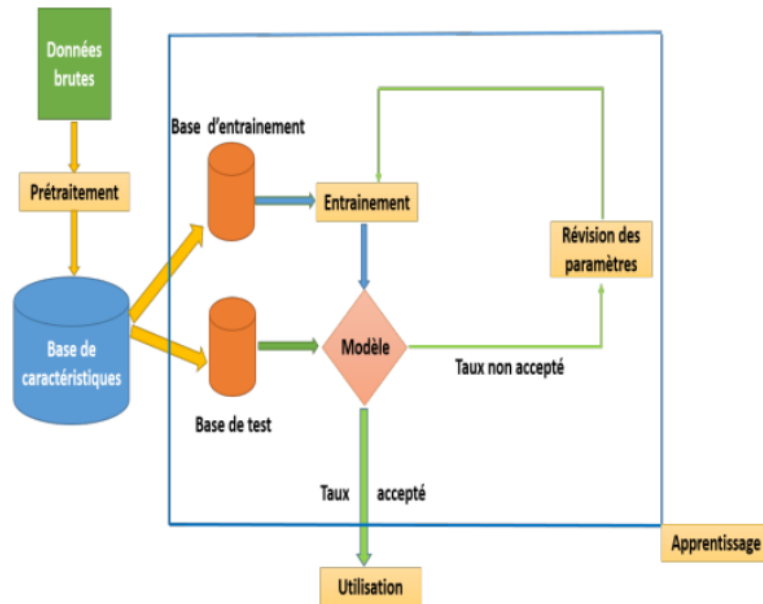 Données
brutes
Prétraitement
Base de
caractéristiques
Base d'entrainement
Entrainement
Révision des
paramètres
Modèle
Taux non accepté
Base de test
Taux accepté
Apprentissage
Utilisation